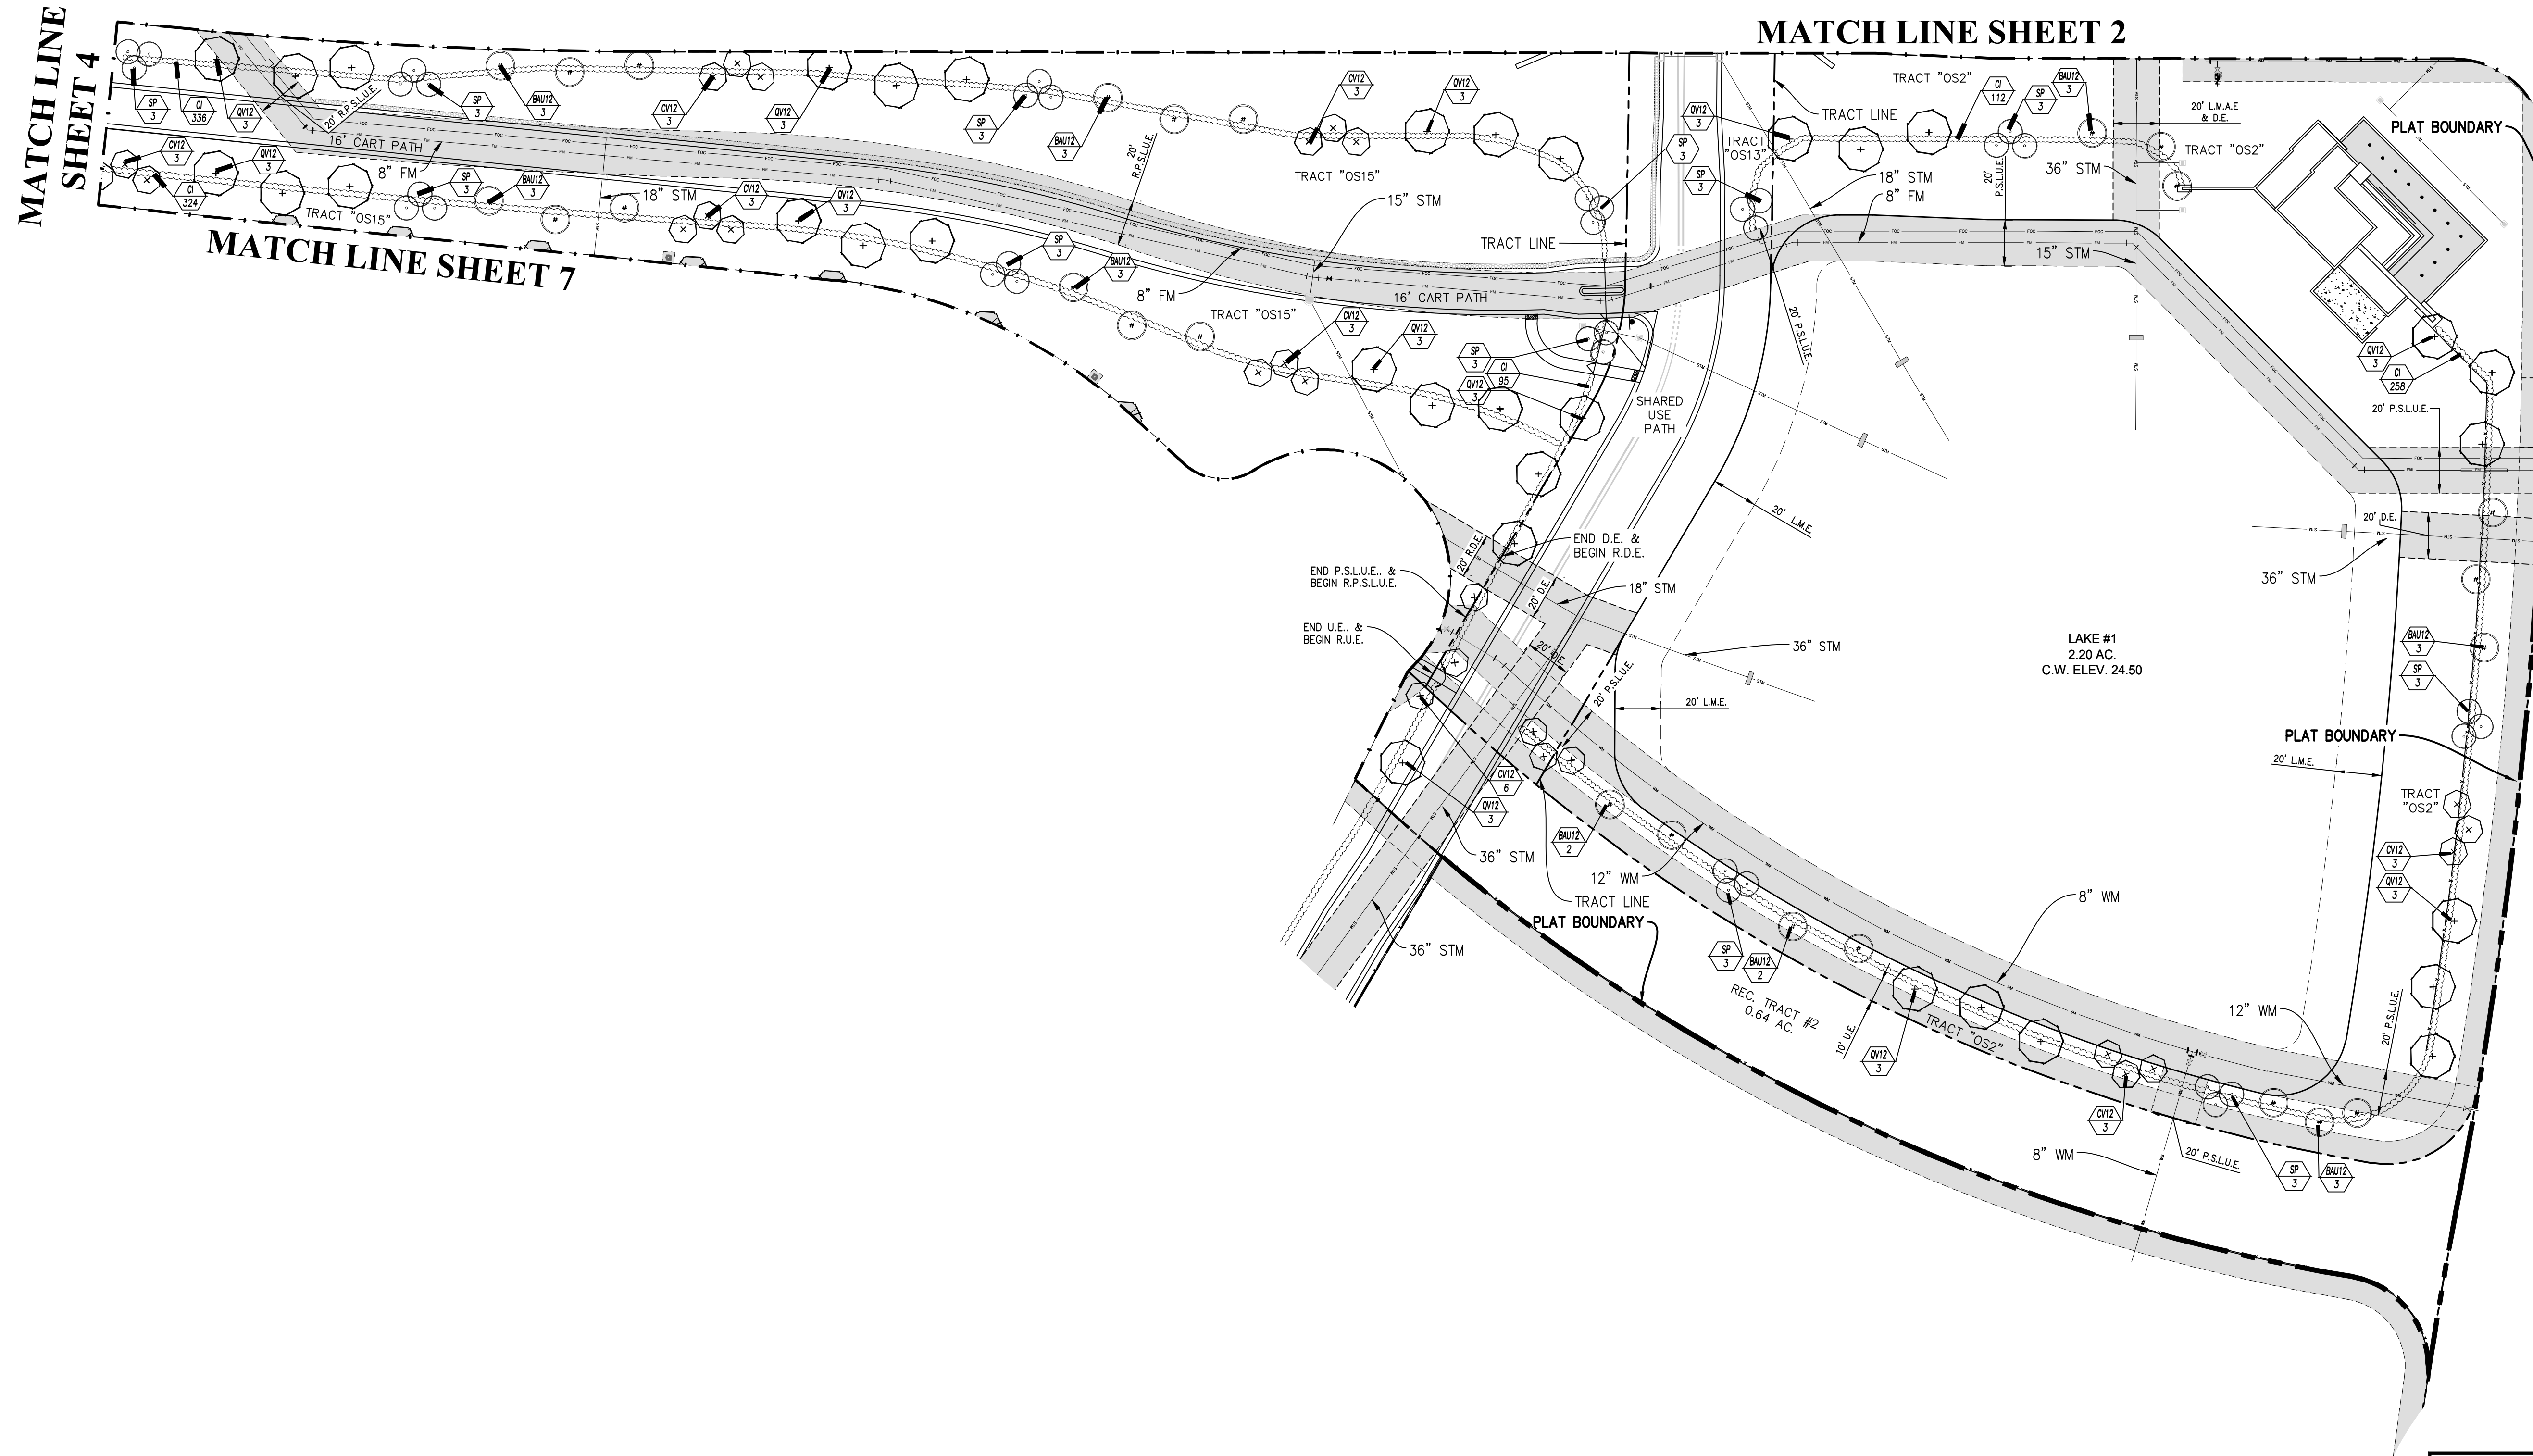 MATCH LINE SHEET 2
MATCH LINE
SHEET 4
MATCH LINE SHEET 7
SP
3
CI
336
QV12
3
20' R.P.S.L.U.E.
SP
3
BAU12
3
CV12
3
QV12
3
SP
3
BAU12
3
20'
R.P.S.L.U.E.
CV12
3
QV12
3
TRACT "OS15"
16' CART PATH
8" FM
CV12
3
CI
324
QV12
3
TRACT "OS15"
SP
3
BAU12
3
18" STM
CV12
3
QV12
3
SP
3
BAU12
3
8" FM
TRACT "OS15"
15" STM
16' CART PATH
TRACT LINE
CV12
3
QV12
3
SP
3
CI
95
QV12
3
SP
3
QV12
3
TRACT
"OS13"
SP
3
TRACT LINE
TRACT "OS2"
CI
112
SP
3
BAU12
3
20' L.M.A.E
& D.E.
TRACT "OS2"
PLAT BOUNDARY
18" STM
8" FM
20'
P.S.L.U.E.
36" STM
15" STM
20' P.S.L.U.E.
SHARED
USE
PATH
20' L.M.E.
QV12
3
CI
258
20' P.S.L.U.E.
20' D.E.
36" STM
END D.E. &
BEGIN R.D.E.
20' R.D.E.
END P.S.L.U.E.. &
BEGIN R.P.S.L.U.E.
END U.E.. &
BEGIN R.U.E.
20' D.E.
18" STM
36" STM
20' D.E.
20' P.S.L.U.E.
20' L.M.E.
LAKE #1
2.20 AC.
C.W. ELEV. 24.50
BAU12
3
SP
3
PLAT BOUNDARY
20' L.M.E.
TRACT
"OS2"
CV12
3
QV12
3
CV12
6
QV12
3
BAU12
2
36" STM
12" WM
TRACT LINE
PLAT BOUNDARY
36" STM
8" WM
SP
3
BAU12
2
REC. TRACT #2
0.64 AC.
10' U.E.
TRACT "OS2"
QV12
3
12" WM
20' P.S.L.U.E.
CV12
3
8" WM
20' P.S.L.U.E.
SP
3
BAU12
3